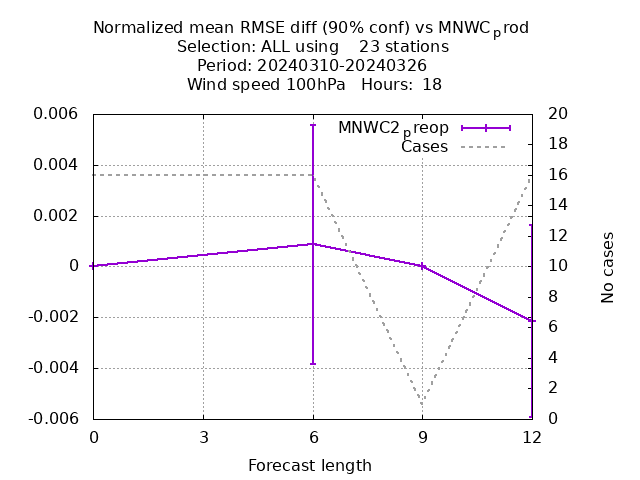 Normalized mean RMSE diff (90% conf) vs MNWCprod
Selection: ALL using    23 stations
Period: 20240310-20240326
Wind speed 100hPa   Hours:  18
0.006
0.004
0.002
0
-0.002
-0.004
-0.006
MNWC2preop
Cases
20
18
16
14
12
10
8
6
4
2
0
No cases
0 3 6 9 12
Forecast length